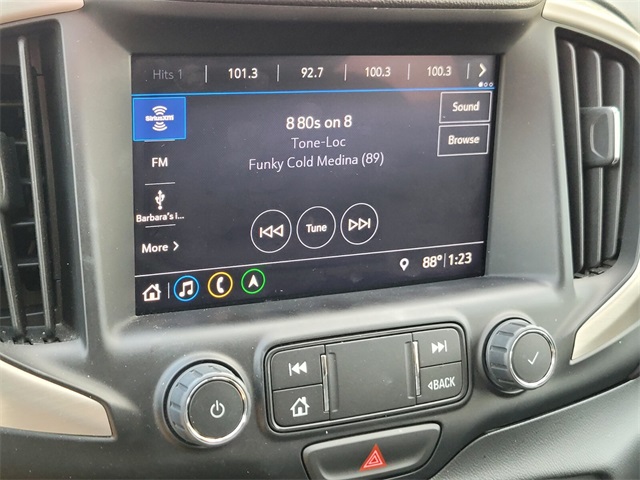 Hits 1 101.3 92.7 100.3 100.3
SiriusXM
8 80s on 8
Sound
Tone-Loc
FM
Funky Cold Medina (89)
Browse
Barbara's i...
Tune
More
88° 1:23
BACK